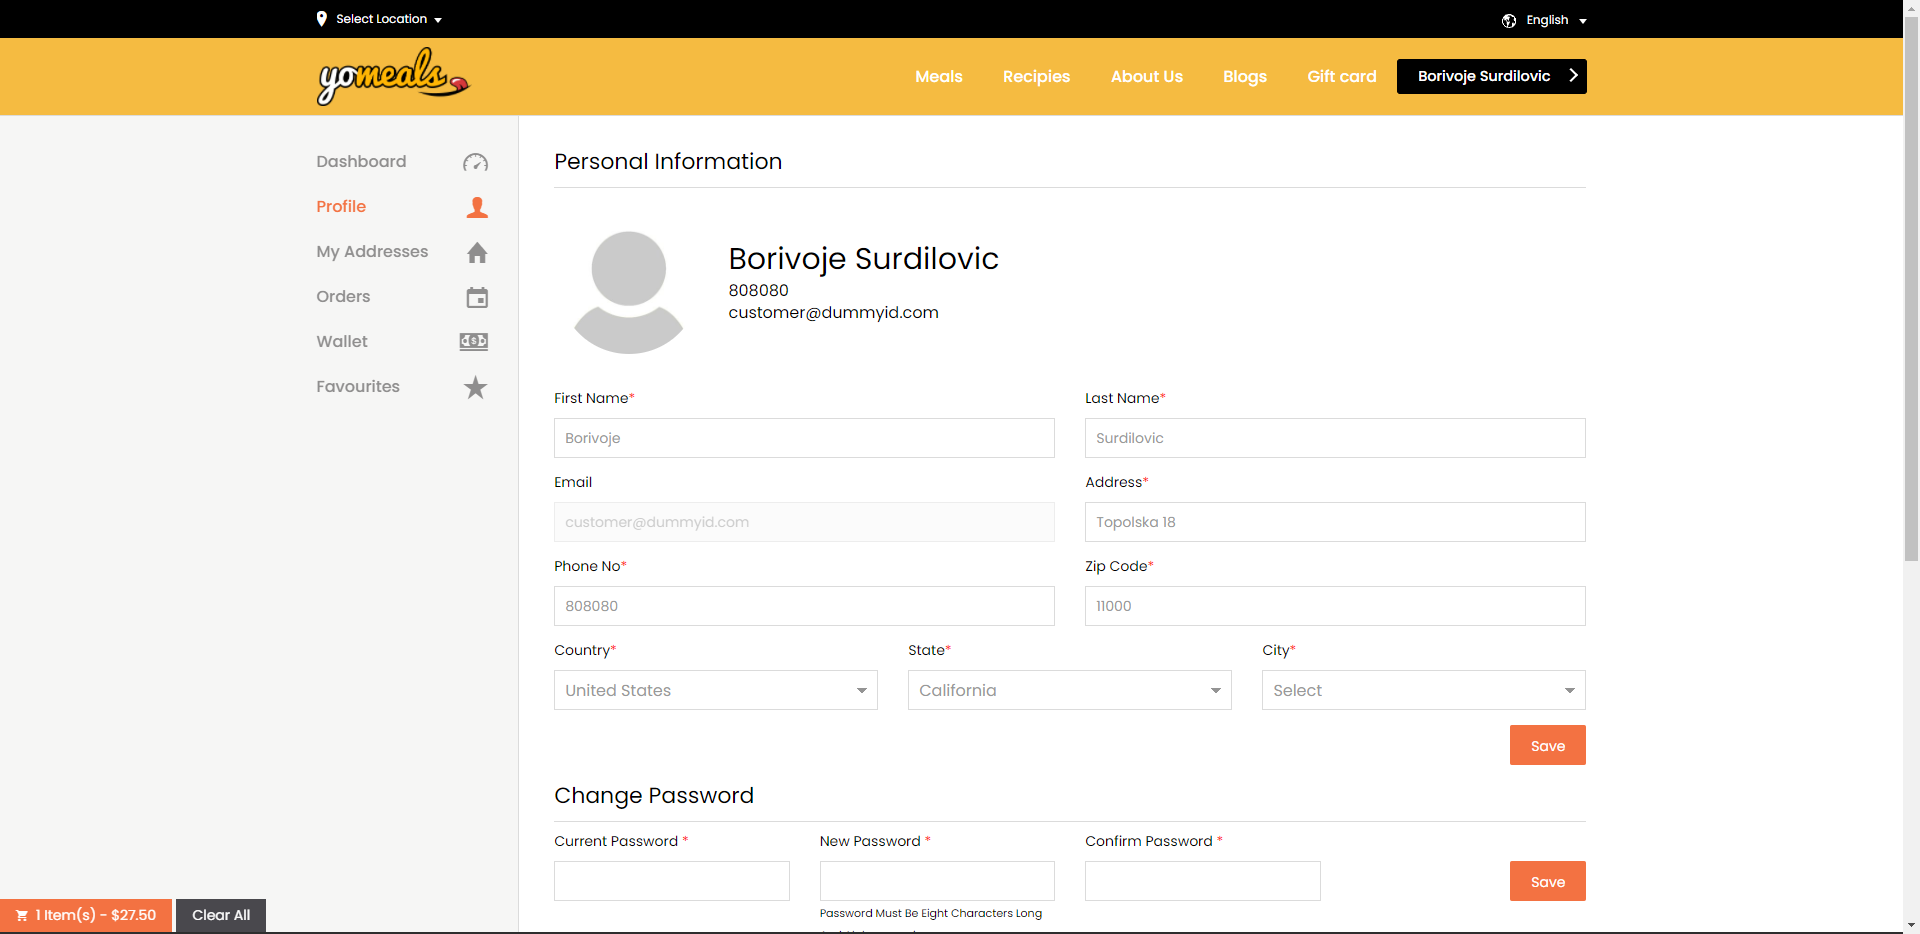 Select Location
English
yomeals
Meals
Recipies
About Us
Blogs
Gift card
Borivoje Surdilovic
Dashboard
Profile
My Addresses
Orders
Wallet
Favourites
Personal Information
Borivoje Surdilovic
808080
customer@dummyid.com
First Name*
Last Name*
Borivoje
Surdilovic
Email
Address*
customer@dummyid.com
Topolska 18
Phone No*
Zip Code*
808080
11000
Country*
State*
City*
United States
California
Select
Save
Change Password
Current Password *
New Password *
Confirm Password *
Save
Password Must Be Eight Characters Long
1 Item(s) - $27.50
Clear All